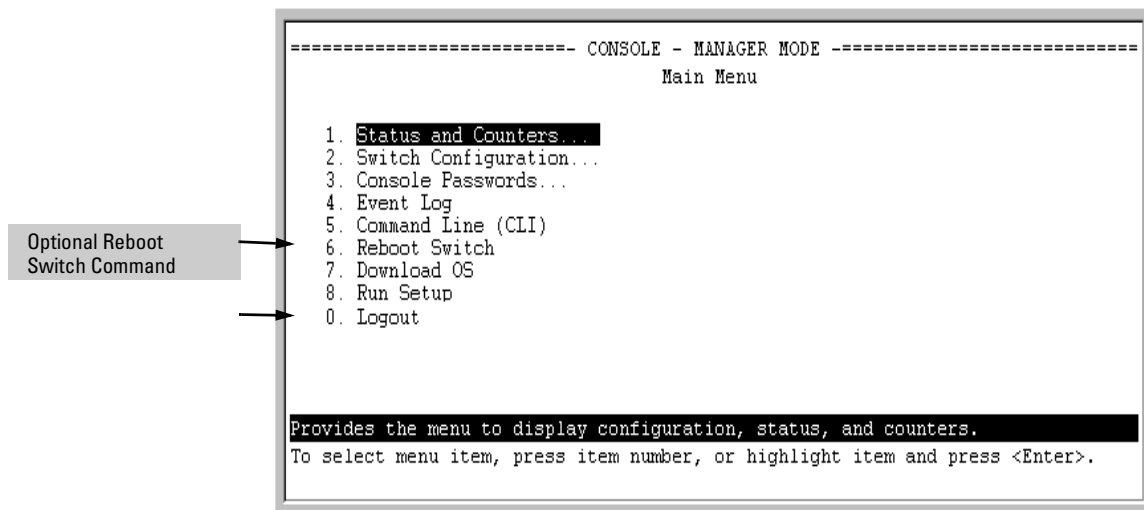 ==========================- CONSOLE - MANAGER MODE -============================
Main Menu
1. Status and Counters...
2. Switch Configuration...
3. Console Passwords...
4. Event Log
5. Command Line (CLI)
6. Reboot Switch
7. Download OS
8. Run Setup
0. Logout
Optional Reboot
Switch Command
Provides the menu to display configuration, status, and counters.
To select menu item, press item number, or highlight item and press <Enter>.